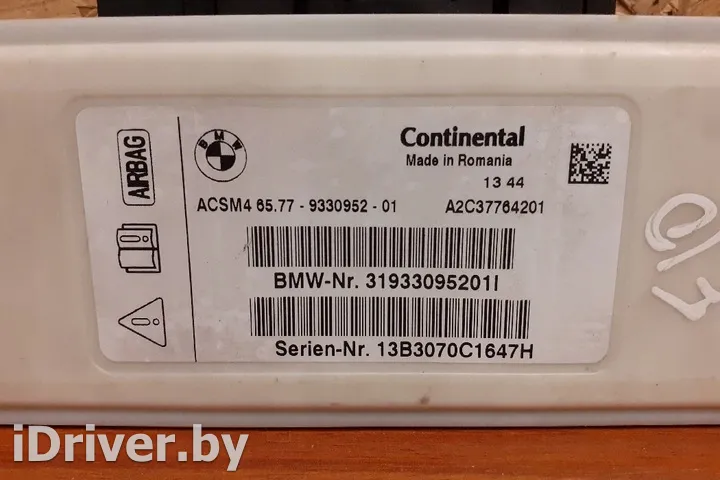 AIRBAG
BMW
Continental
Made in Romania
13 44
ACSM4 65.77 - 9330952 - 01 A2C37764201
BMW-Nr. 31933095201I
Serien-Nr. 13B3070C1647H
iDriver.by